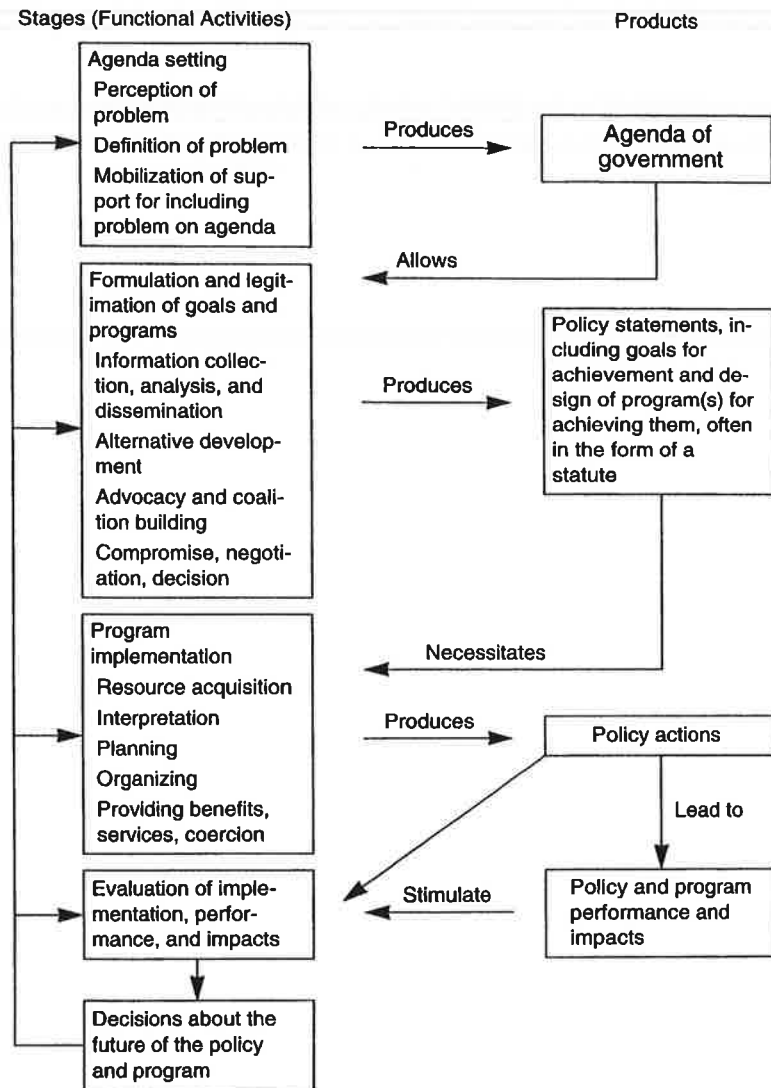 Stages (Functional Activities)
Products
Agenda setting
Perception of
problem
Definition of problem
Mobilization of sup-
port for including
problem on agenda
Produces
Agenda of
government
Allows
Formulation and legit-
imation of goals and
programs
Information collec-
tion, analysis, and
dissemination
Alternative develop-
ment
Advocacy and coali-
tion building
Compromise, negoti-
ation, decision
Produces
Policy statements, in-
cluding goals for
achievement and de-
sign of program(s) for
achieving them, often
in the form of a
statute
Necessitates
Program
implementation
Resource acquisition
Interpretation
Planning
Organizing
Providing benefits,
services, coercion
Produces
Policy actions
Lead to
Policy and program
performance and
impacts
Stimulate
Evaluation of imple-
mentation, perfor-
mance, and impacts
Decisions about the
future of the policy
and program